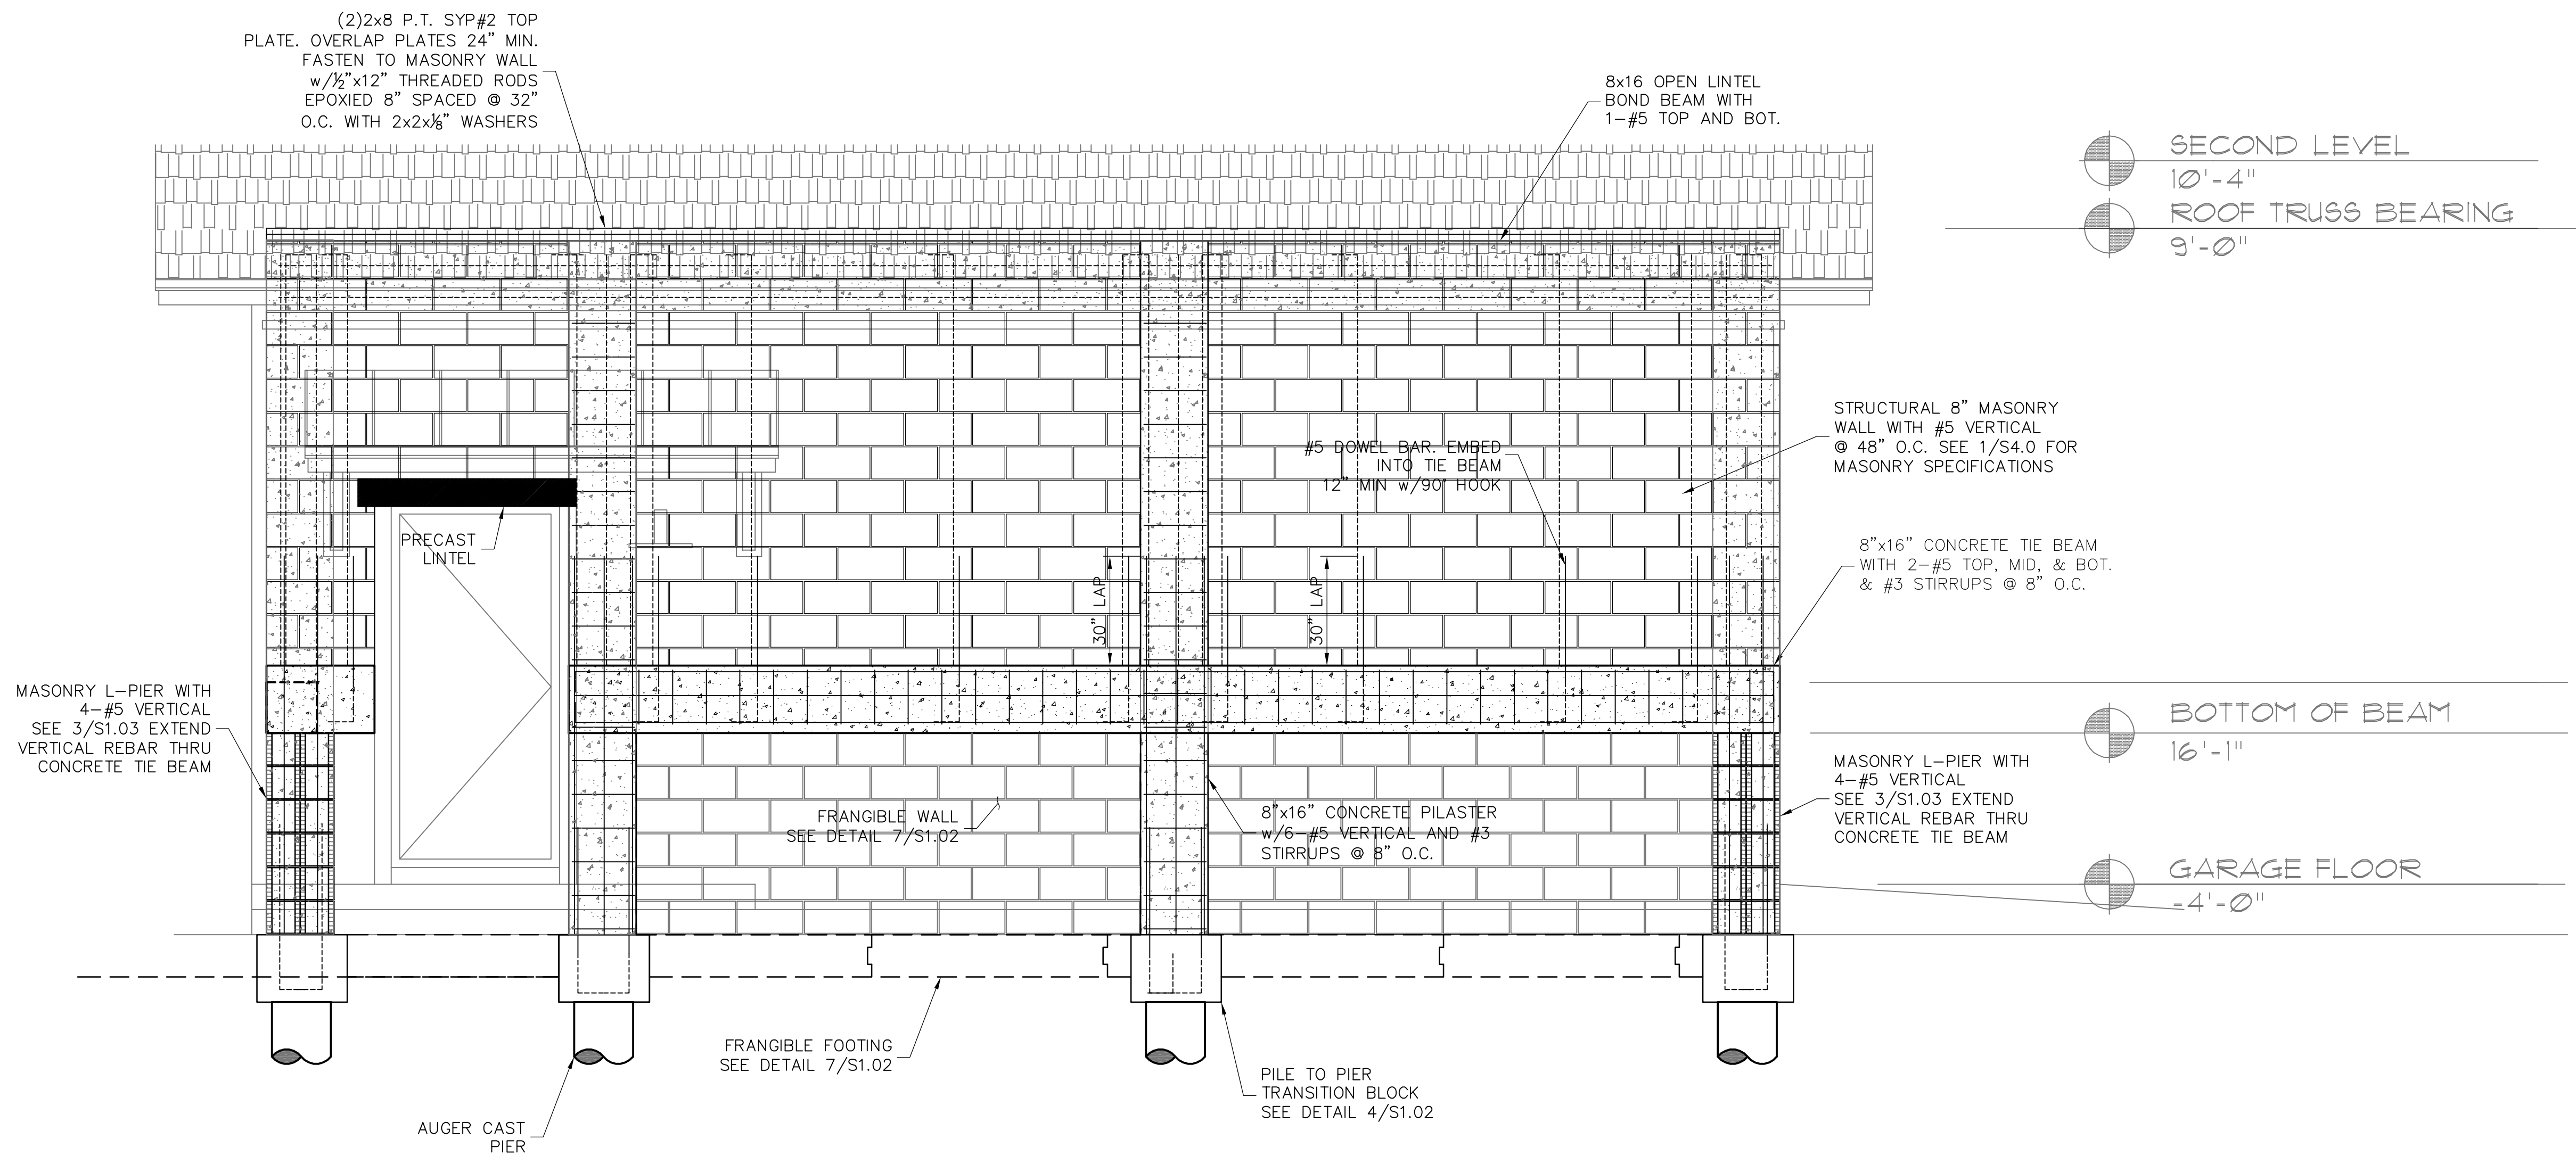 (2)2x8 P.T. SYP#2 TOP
PLATE. OVERLAP PLATES 24" MIN.
FASTEN TO MASONRY WALL
w/½"x12" THREADED RODS
EPOXIED 8" SPACED @ 32"
O.C. WITH 2x2x⅛" WASHERS
8x16 OPEN LINTEL
BOND BEAM WITH
1-#5 TOP AND BOT.
SECOND LEVEL
10'-4"
ROOF TRUSS BEARING
9'-0"
STRUCTURAL 8" MASONRY
WALL WITH #5 VERTICAL
@ 48" O.C. SEE 1/S4.0 FOR
MASONRY SPECIFICATIONS
#5 DOWEL BAR. EMBED
INTO TIE BEAM
12" MIN w/90° HOOK
PRECAST
LINTEL
8"x16" CONCRETE TIE BEAM
WITH 2-#5 TOP, MID, & BOT.
& #3 STIRRUPS @ 8" O.C.
30" LAP
30" LAP
MASONRY L-PIER WITH
4-#5 VERTICAL
SEE 3/S1.03 EXTEND
VERTICAL REBAR THRU
CONCRETE TIE BEAM
BOTTOM OF BEAM
16'-1"
MASONRY L-PIER WITH
4-#5 VERTICAL
SEE 3/S1.03 EXTEND
VERTICAL REBAR THRU
CONCRETE TIE BEAM
FRANGIBLE WALL
SEE DETAIL 7/S1.02
8"x16" CONCRETE PILASTER
w/6-#5 VERTICAL AND #3
STIRRUPS @ 8" O.C.
GARAGE FLOOR
-4'-0"
FRANGIBLE FOOTING
SEE DETAIL 7/S1.02
PILE TO PIER
TRANSITION BLOCK
SEE DETAIL 4/S1.02
AUGER CAST
PIER